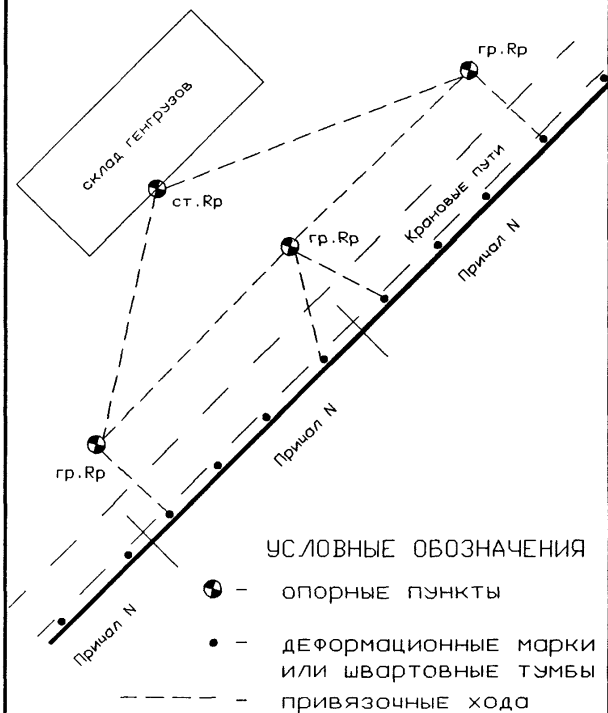 гр.Rp
СКЛАД ГЕНГРУЗОВ
ст.Rp
Крановые пути
гр.Rp
Причал N
Причал N
гр.Rp
УСЛОВНЫЕ ОБОЗНАЧЕНИЯ
- ОПОРНЫЕ ПУНКТЫ
Причал N
- ДЕФОРМАЦИОННЫЕ МАРКИ
ИЛИ ШВАРТОВНЫЕ ТУМБЫ
- ПРИВЯЗОЧНЫЕ ХОДА